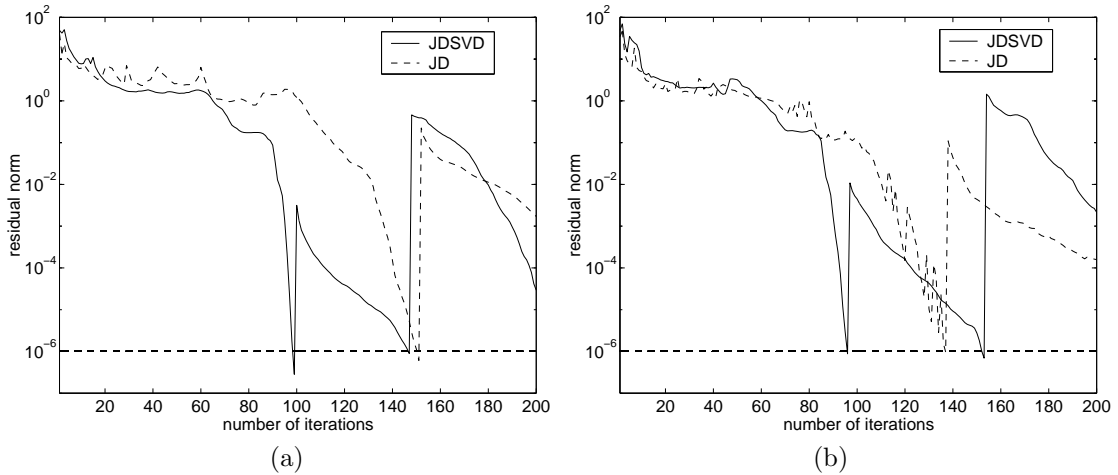 10^2
10^0
10^-2
10^-4
10^-6
residual norm
20 40 60 80 100 120 140 160 180 200
number of iterations
JDSVD
JD
(a)
10^2
10^0
10^-2
10^-4
10^-6
residual norm
20 40 60 80 100 120 140 160 180 200
number of iterations
JDSVD
JD
(b)